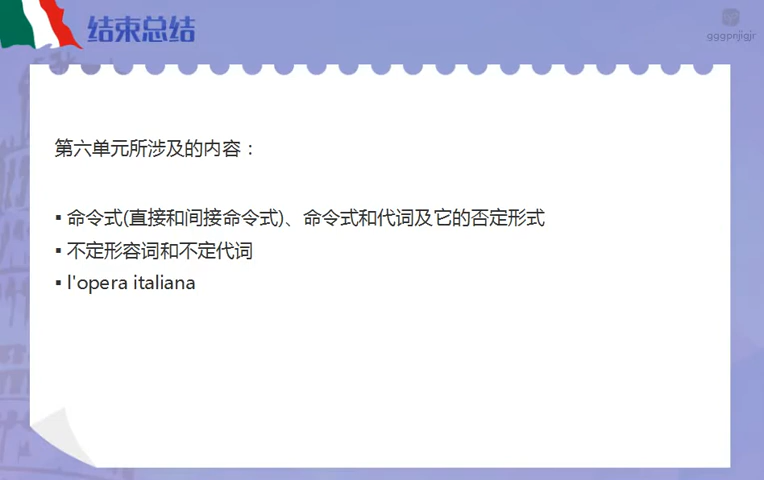 结束总结
gggpnjigjr
第六单元所涉及的内容：
▪ 命令式(直接和间接命令式)、命令式和代词及它的否定形式
▪ 不定形容词和不定代词
▪ l'opera italiana